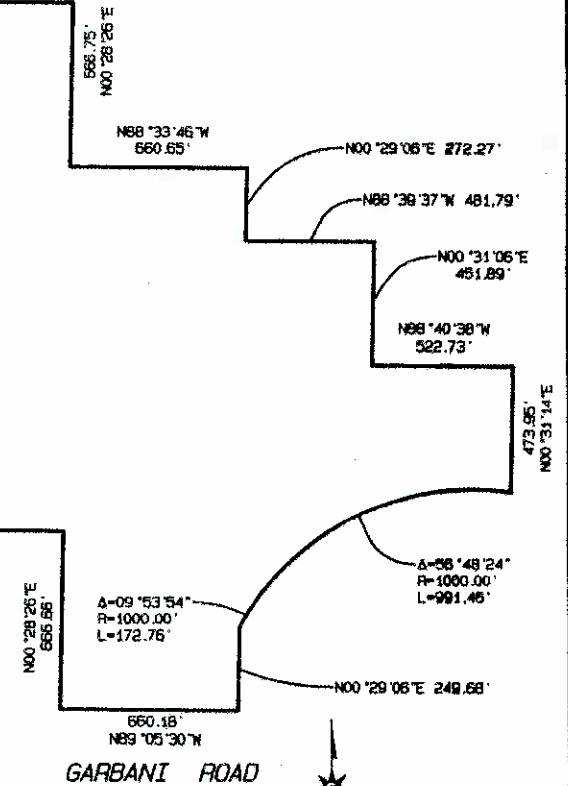 666.75'
N00°28'26"E
N88°33'46"W
660.65'
N00°29'06"E 272.27'
N88°39'37"W 481.79'
N00°31'06"E
451.89'
N88°40'38"W
522.73'
473.95'
N00°31'14"E
Δ=56°48'24"
R=1000.00'
L=991.46'
Δ=09°53'54"
R=1000.00'
L=172.76'
N00°28'26"E
666.66'
N00°29'06"E 249.68'
660.18'
N89°05'30"W
GARBANI ROAD